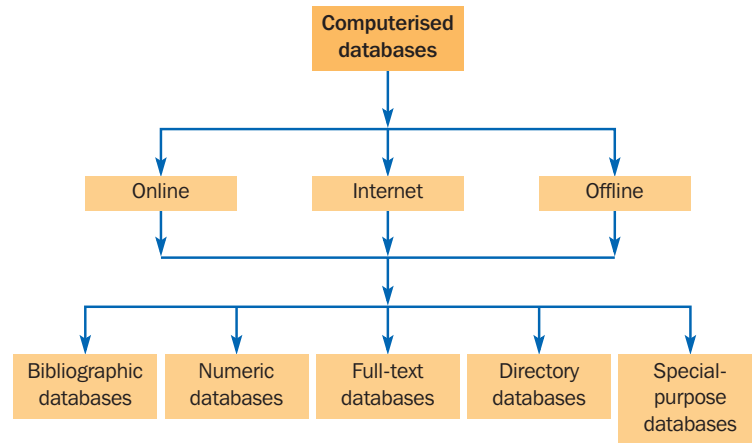 Computerised
databases
Online
Internet
Offline
Bibliographic
databases
Numeric
databases
Full-text
databases
Directory
databases
Special-
purpose
databases